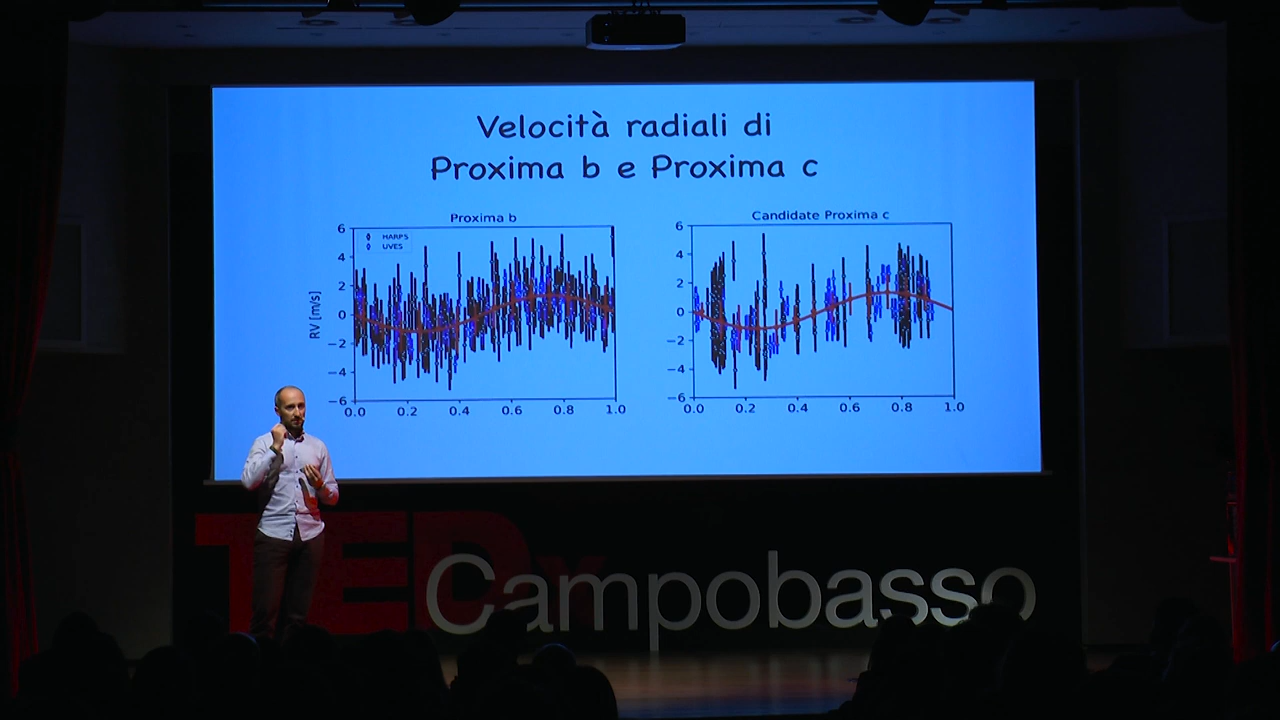 Velocità radiali di
Proxima b e Proxima c
Proxima b
HARPS
UVES
RV [m/s]
6
4
2
0
−2
−4
−6
0.0 0.2 0.4 0.6 0.8 1.0
Candidate Proxima c
6
4
2
0
−2
−4
−6
0.0 0.2 0.4 0.6 0.8 1.0
TEDx
Campobasso